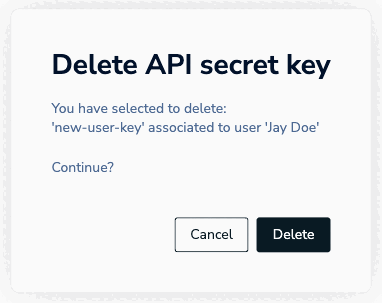 Delete API secret key
You have selected to delete:
'new-user-key' associated to user 'Jay Doe'
Continue?
Cancel
Delete